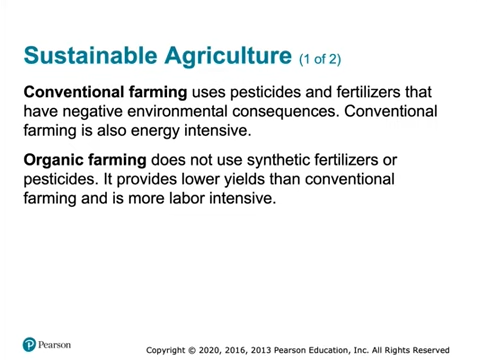 Sustainable Agriculture (1 of 2)
Conventional farming uses pesticides and fertilizers that
have negative environmental consequences. Conventional
farming is also energy intensive.
Organic farming does not use synthetic fertilizers or
pesticides. It provides lower yields than conventional
farming and is more labor intensive.
Pearson
Copyright © 2020, 2016, 2013 Pearson Education, Inc. All Rights Reserved